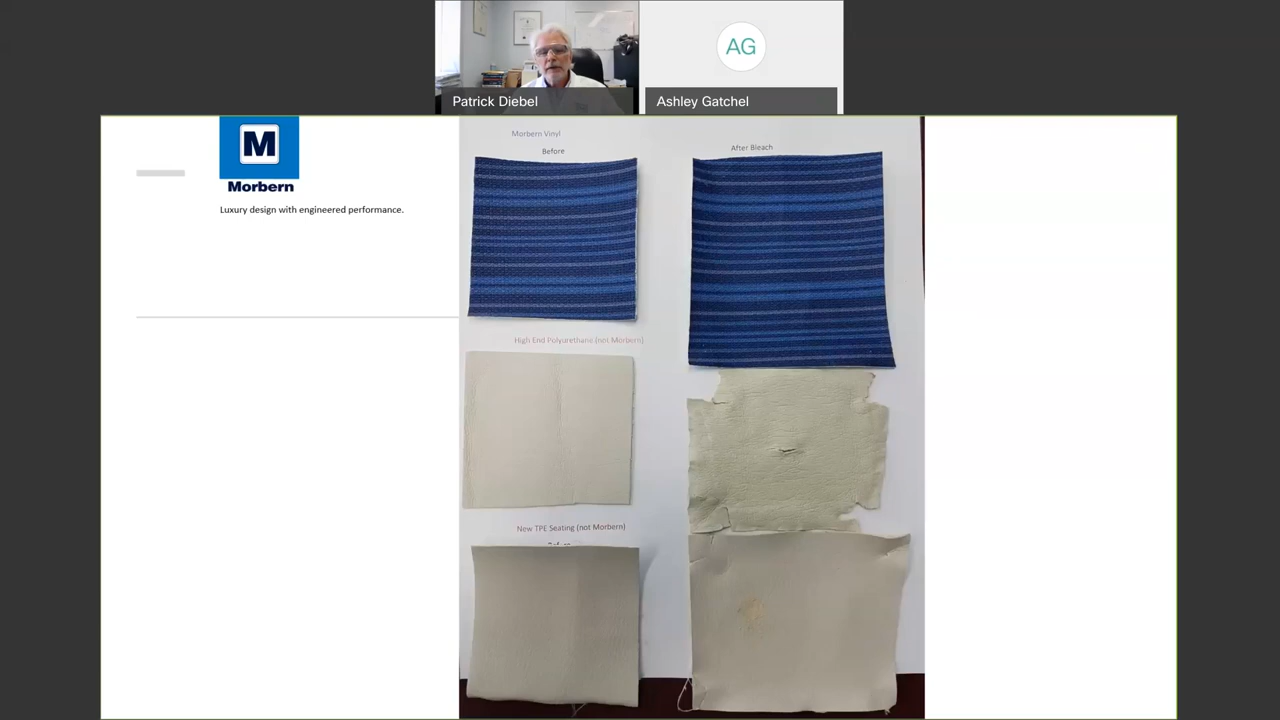 AG
Patrick Diebel
Ashley Gatchel
M
Morbern
Luxury design with engineered performance.
Morbern Vinyl
Before
After Bleach
High End Polyurethane (not Morbern)
New TPE Seating (not Morbern)